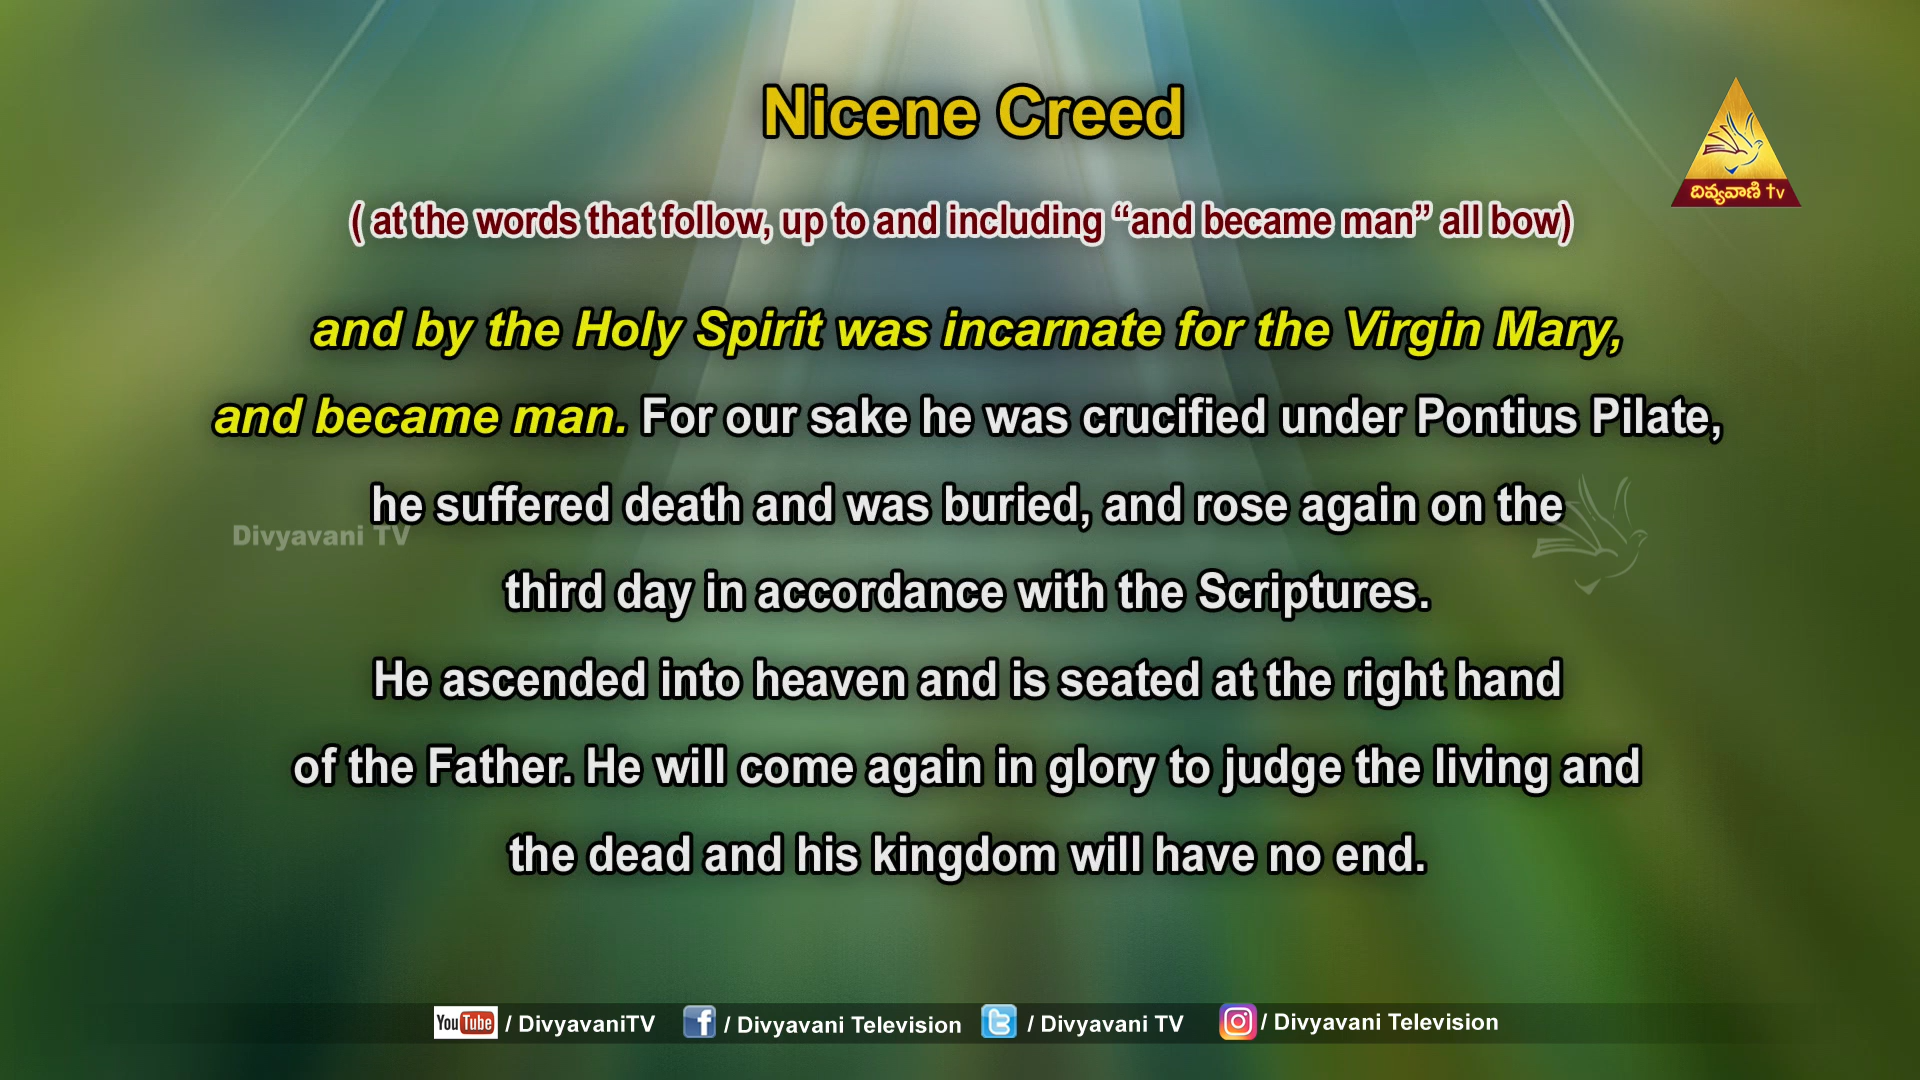 Nicene Creed
దివ్యవాణి tv
( at the words that follow, up to and including “and became man” all bow)
and by the Holy Spirit was incarnate for the Virgin Mary,
and became man. For our sake he was crucified under Pontius Pilate,
he suffered death and was buried, and rose again on the
Divyavani TV
third day in accordance with the Scriptures.
He ascended into heaven and is seated at the right hand
of the Father. He will come again in glory to judge the living and
the dead and his kingdom will have no end.
YouTube / DivyavaniTV f / Divyavani Television / Divyavani TV / Divyavani Television